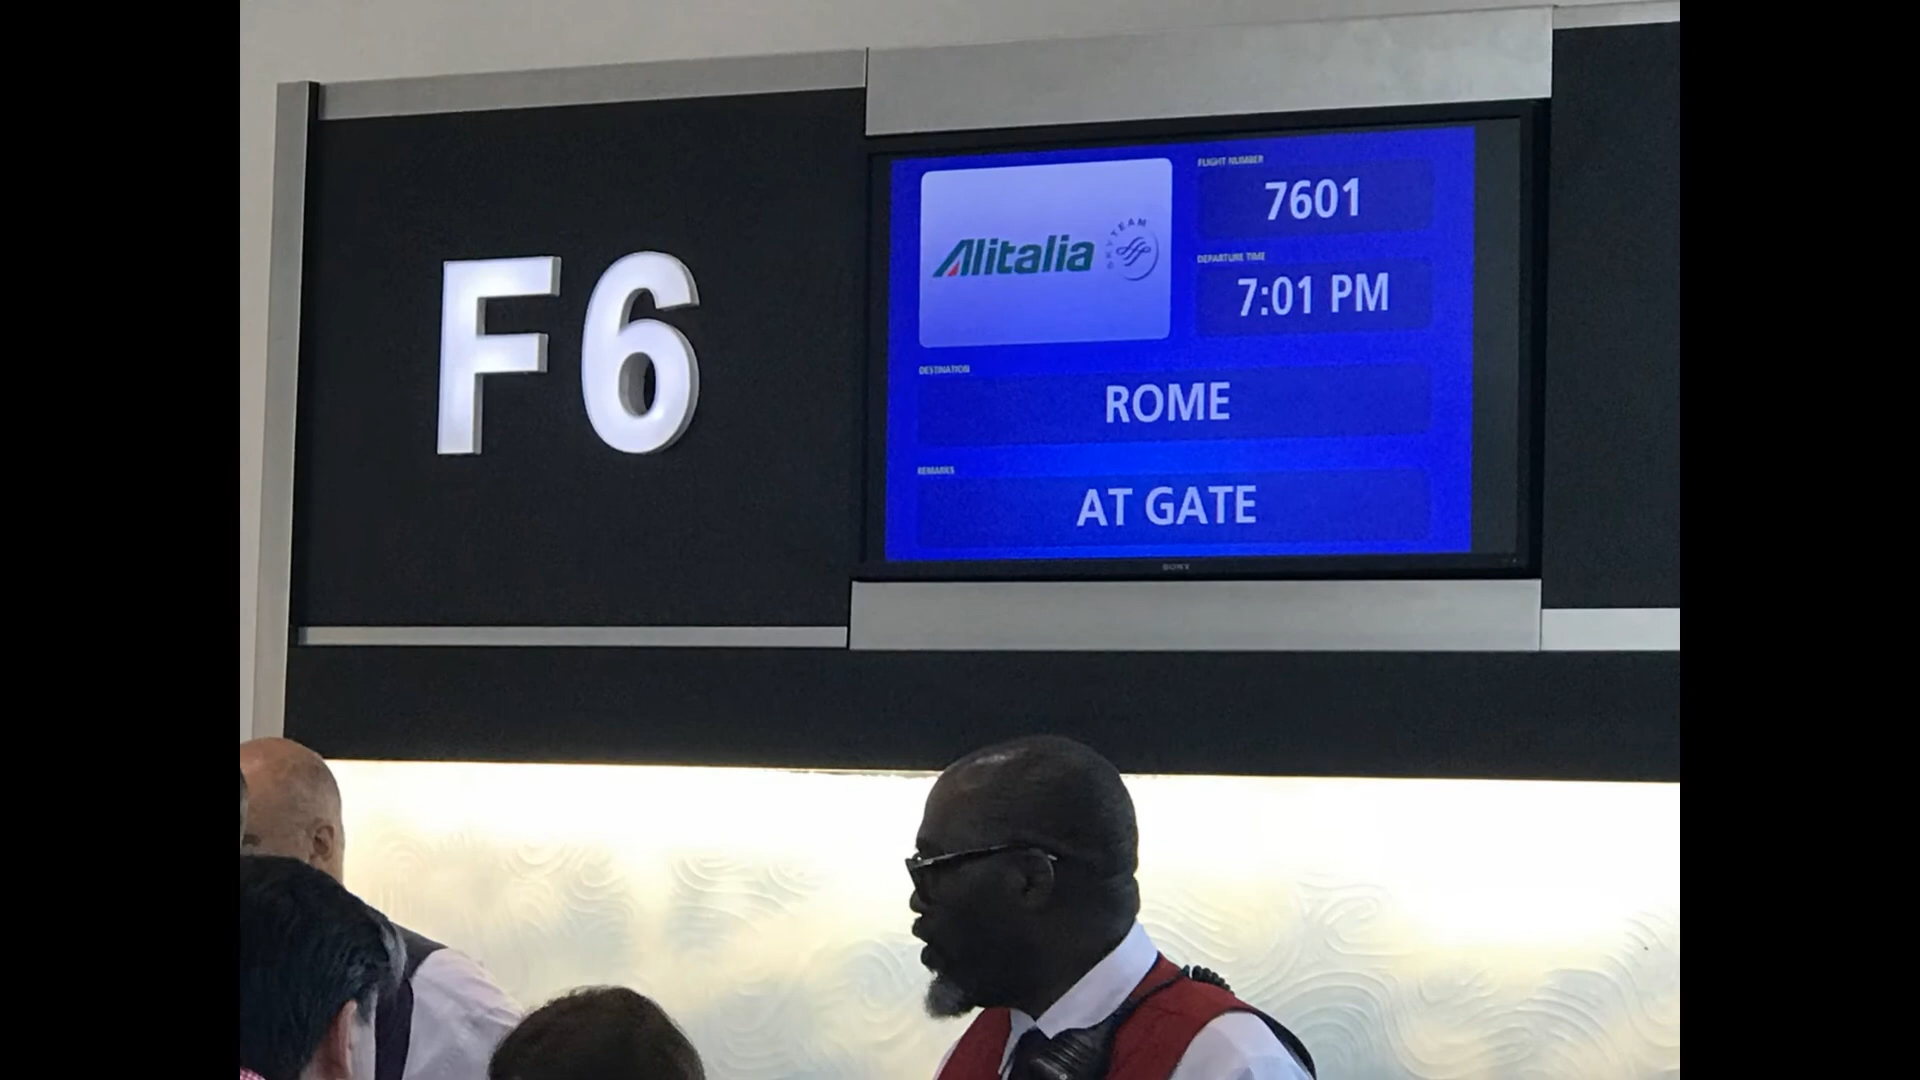 F6
Alitalia
SKYTEAM
FLIGHT NUMBER
7601
DEPARTURE TIME
7:01 PM
DESTINATION
ROME
REMARKS
AT GATE
SONY